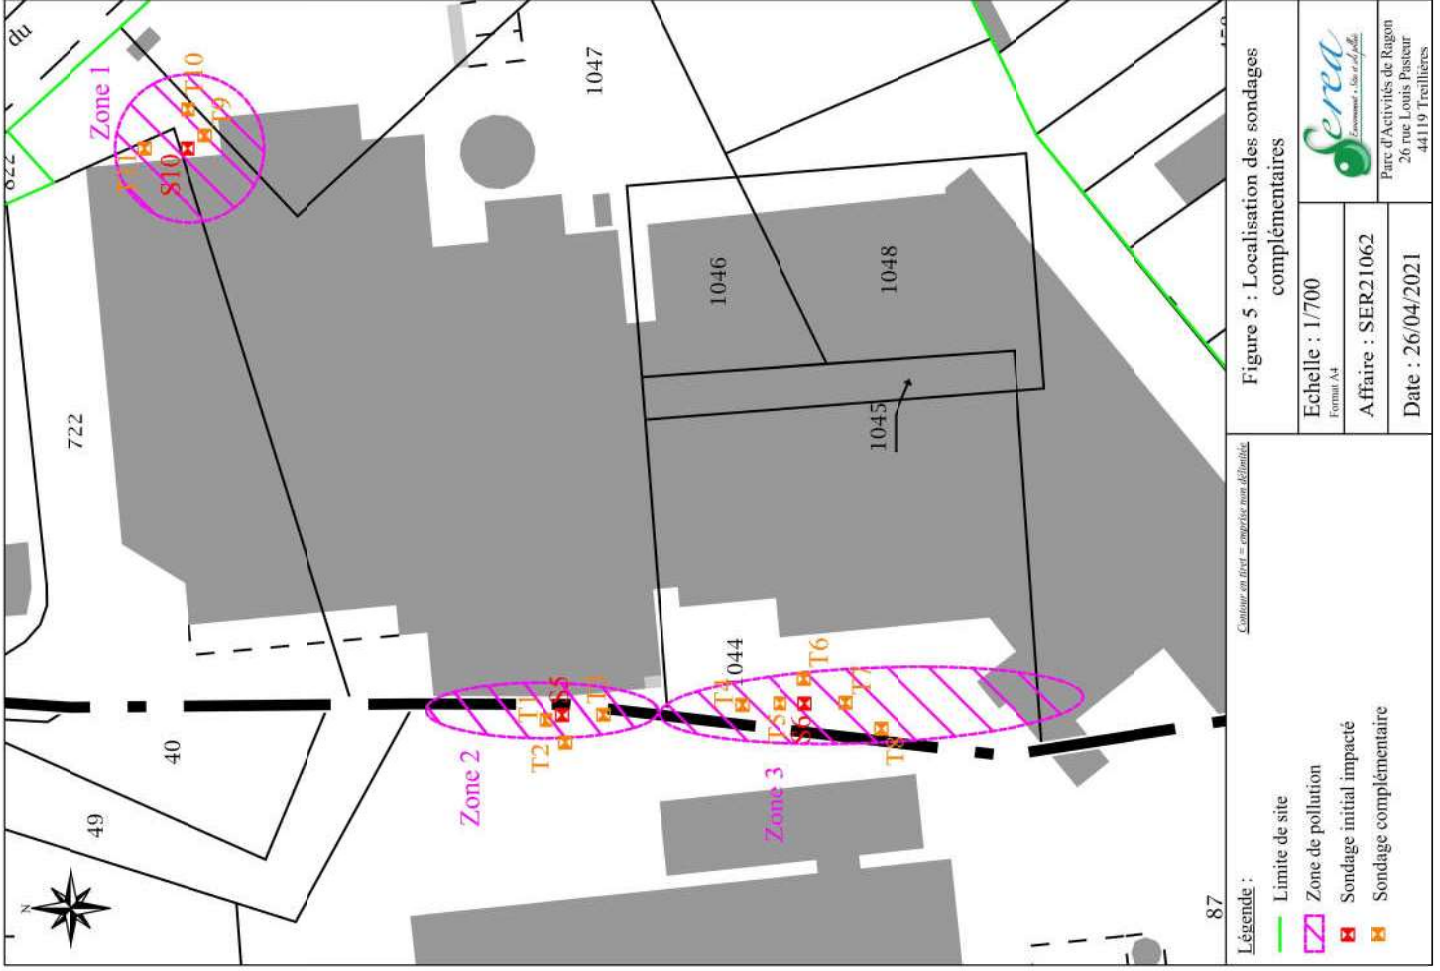 du
822
Zone 1
T10
T9
T11
S10
1047
722
1046
1048
1045
40
49
T1
S5
T3
T2
Zone 2
044
T4
T6
T5
S6
T7
T8
Zone 3
87
N
Légende :
Limite de site
Zone de pollution
Sondage initial impacté
Sondage complémentaire
Contour en tiret = emprise non délimitée
Figure 5 : Localisation des sondages
complémentaires
Echelle : 1/700
Format A4
Affaire : SER21062
Date : 26/04/2021
Serea
Parc d'Activités de Ragon
26 rue Louis Pasteur
44119 Treillières